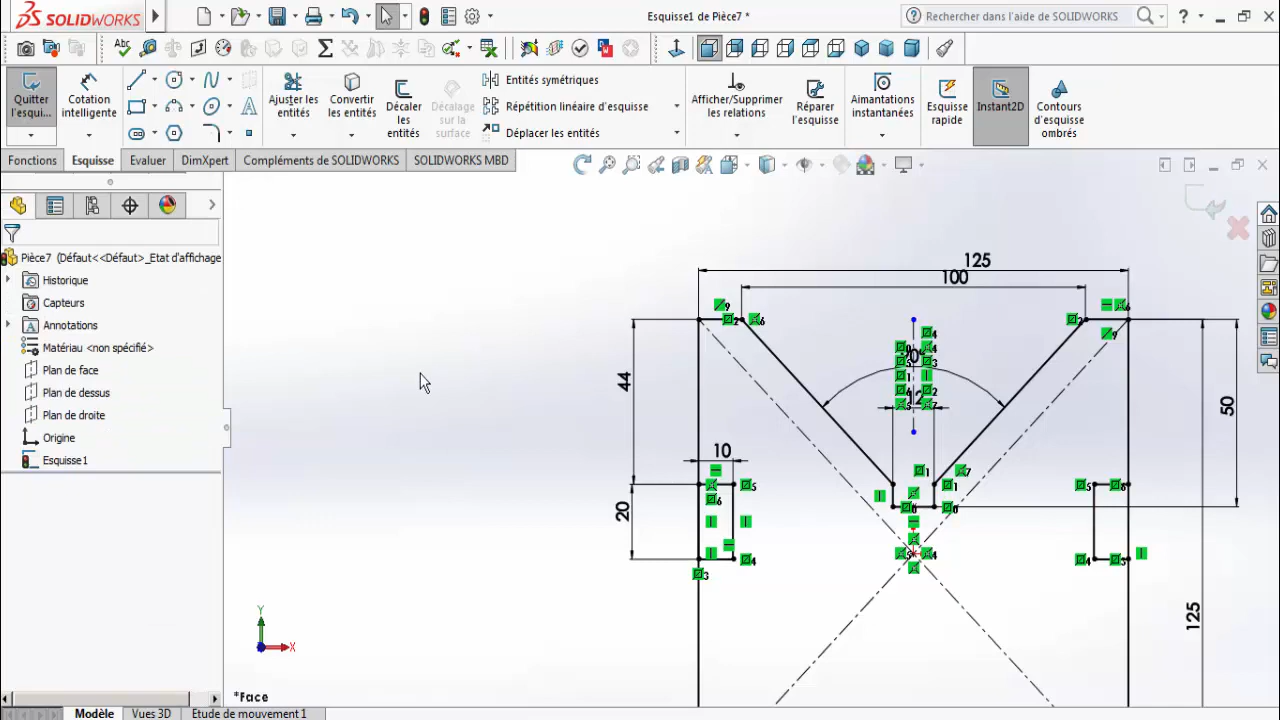 SOLIDWORKS
Esquisse1 de Pièce7 *
Rechercher dans l'aide de SOLIDWORKS
?
Quitter l'esqui...
Cotation intelligente
Ajuster les entités
Convertir les entités
Décaler les entités
Décalage sur la surface
Entités symétriques
Répétition linéaire d'esquisse
Déplacer les entités
Afficher/Supprimer les relations
Réparer l'esquisse
Aimantations instantanées
Esquisse rapide
Instant2D
Contours d'esquisse ombrés
Fonctions
Esquisse
Evaluer
DimXpert
Compléments de SOLIDWORKS
SOLIDWORKS MBD
Pièce7 (Défaut<<Défaut>_Etat d'affichage
Historique
Capteurs
Annotations
Matériau <non spécifié>
Plan de face
Plan de dessus
Plan de droite
Origine
Esquisse1
125
100
44
50
10
20
125
Y
X
*Face
Modèle
Vues 3D
Etude de mouvement 1